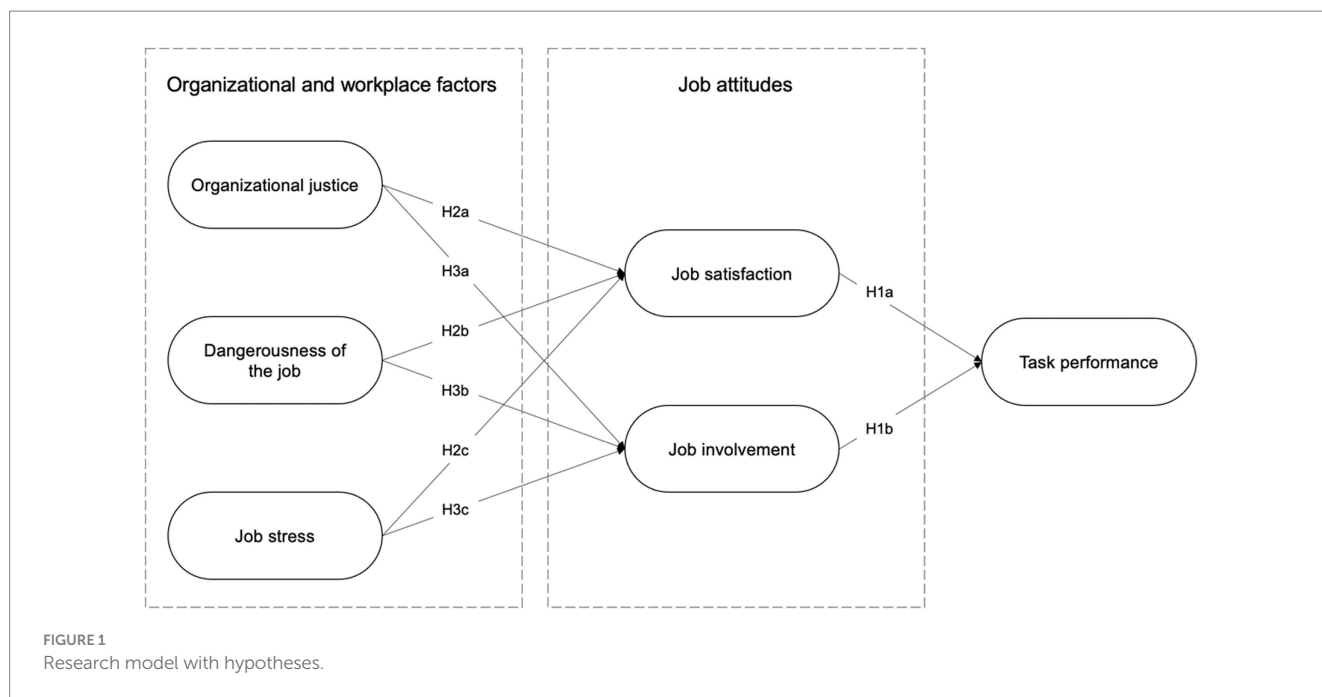 Organizational and workplace factors
Job attitudes
Organizational justice
H2a
H3a
Job satisfaction
H1a
H2b
Dangerousness of
the job
Task performance
H3b
H1b
H2c
Job involvement
H3c
Job stress
FIGURE 1
Research model with hypotheses.